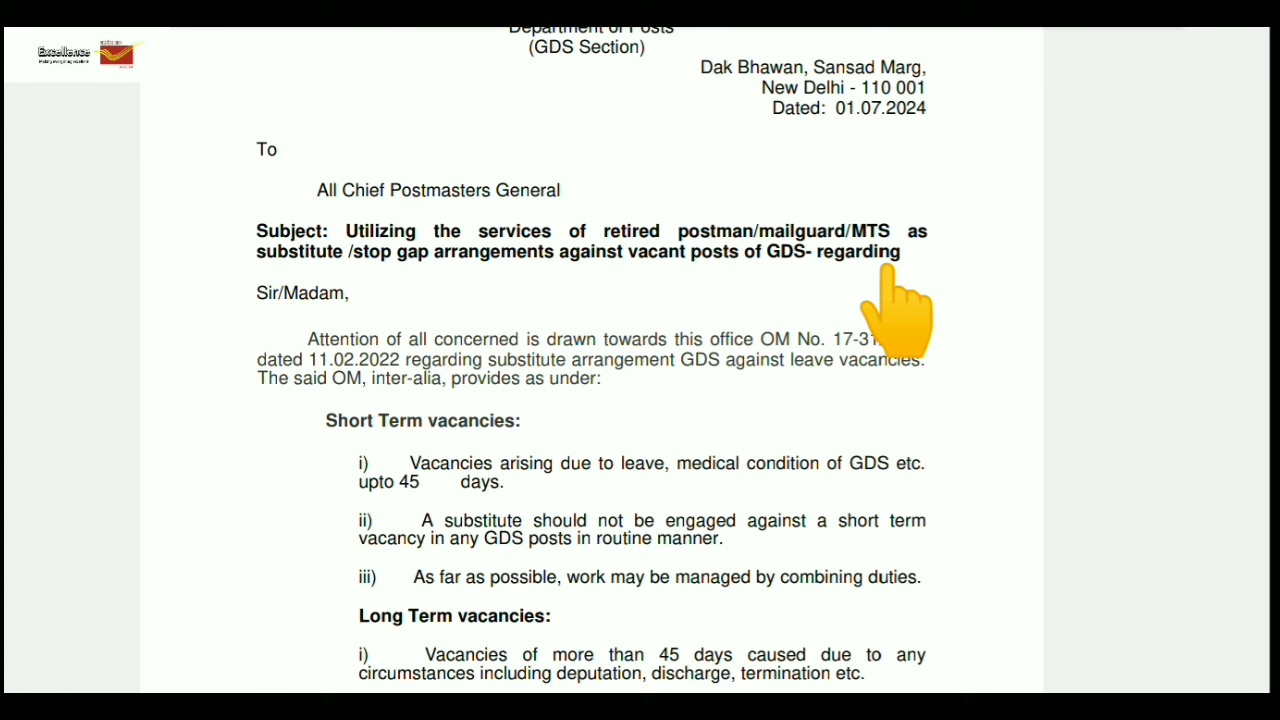 Excellence
Department of Posts
(GDS Section)
Dak Bhawan, Sansad Marg,
New Delhi - 110 001
Dated: 01.07.2024
To
All Chief Postmasters General
Subject: Utilizing the services of retired postman/mailguard/MTS as
substitute /stop gap arrangements against vacant posts of GDS- regarding
Sir/Madam,
Attention of all concerned is drawn towards this office OM No. 17-31
dated 11.02.2022 regarding substitute arrangement GDS against leave vacancies.
The said OM, inter-alia, provides as under:
Short Term vacancies:
i) Vacancies arising due to leave, medical condition of GDS etc.
upto 45 days.
ii) A substitute should not be engaged against a short term
vacancy in any GDS posts in routine manner.
iii) As far as possible, work may be managed by combining duties.
Long Term vacancies:
i) Vacancies of more than 45 days caused due to any
circumstances including deputation, discharge, termination etc.